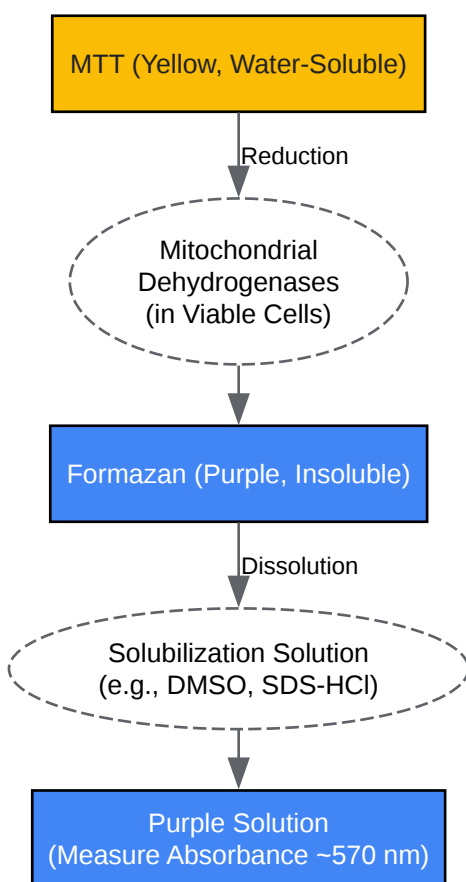 MTT (Yellow, Water-Soluble)
Reduction
Mitochondrial
Dehydrogenases
(in Viable Cells)
Formazan (Purple, Insoluble)
Dissolution
Solubilization Solution
(e.g., DMSO, SDS-HCl)
Purple Solution
(Measure Absorbance ~570 nm)